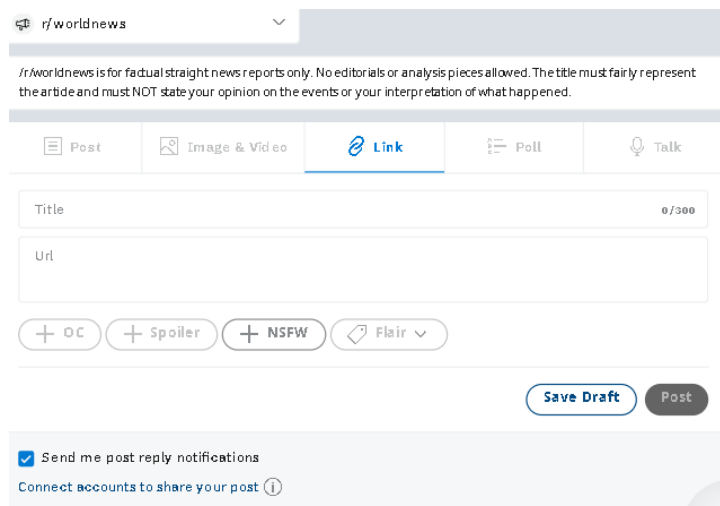 r/worldnews
/r/worldnews is for factual straight news reports only. No editorials or analysis pieces allowed. The title must fairly represent
the article and must NOT state your opinion on the events or your interpretation of what happened.
Post Image & Video Link Poll Talk
Title 0/300
Url
OC Spoiler NSFW Flair
Save Draft Post
Send me post reply notifications
Connect accounts to share your post